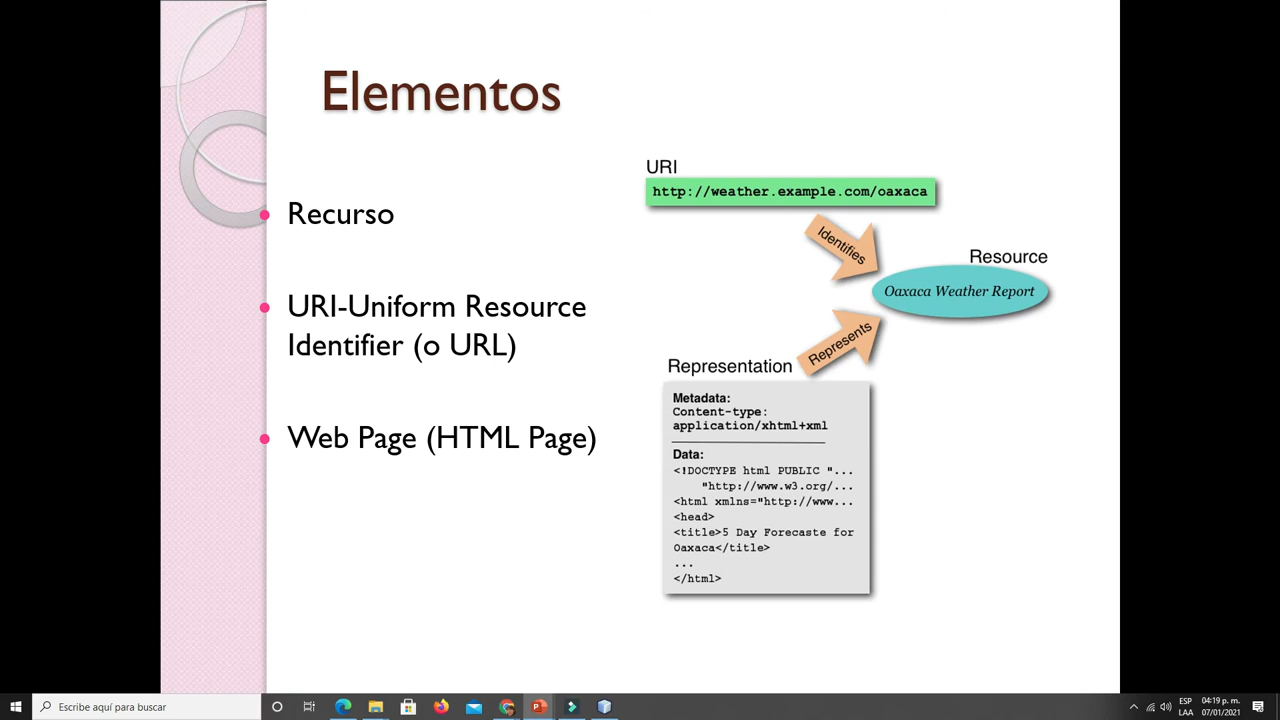 Elementos
Recurso
URI-Uniform Resource
Identifier (o URL)
Web Page (HTML Page)
URI
http://weather.example.com/oaxaca
Identifies
Resource
Oaxaca Weather Report
Represents
Representation
Metadata:
Content-type:
application/xhtml+xml
Data:
<!DOCTYPE html PUBLIC "...
"http://www.w3.org/...
<html xmlns="http://www...
<head>
<title>5 Day Forecaste for
Oaxaca</title>
...
</html>
Escribe aquí para buscar
ESP
LAA
04:19 p. m.
07/01/2021